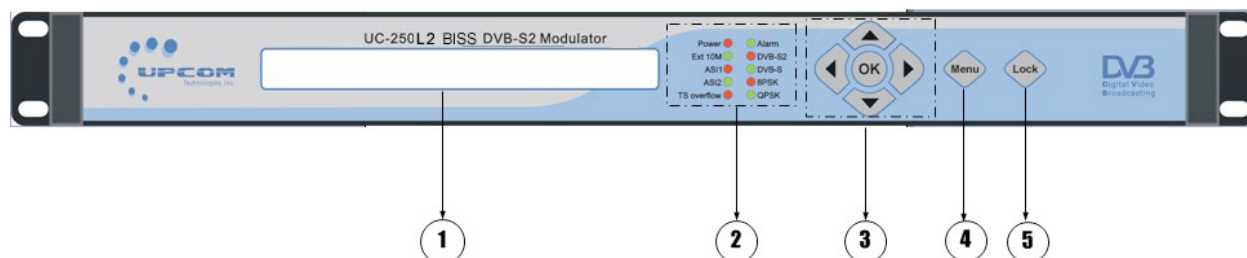 UC-250L2 BISS DVB-S2 Modulator
UPCOM
Technologies, Inc.
Power
Ext 10M
ASI1
ASI2
TS overflow
Alarm
DVB-S2
DVB-S
8PSK
QPSK
OK
Menu
Lock
DVB
Digital Video
Broadcasting
1
2
3
4
5